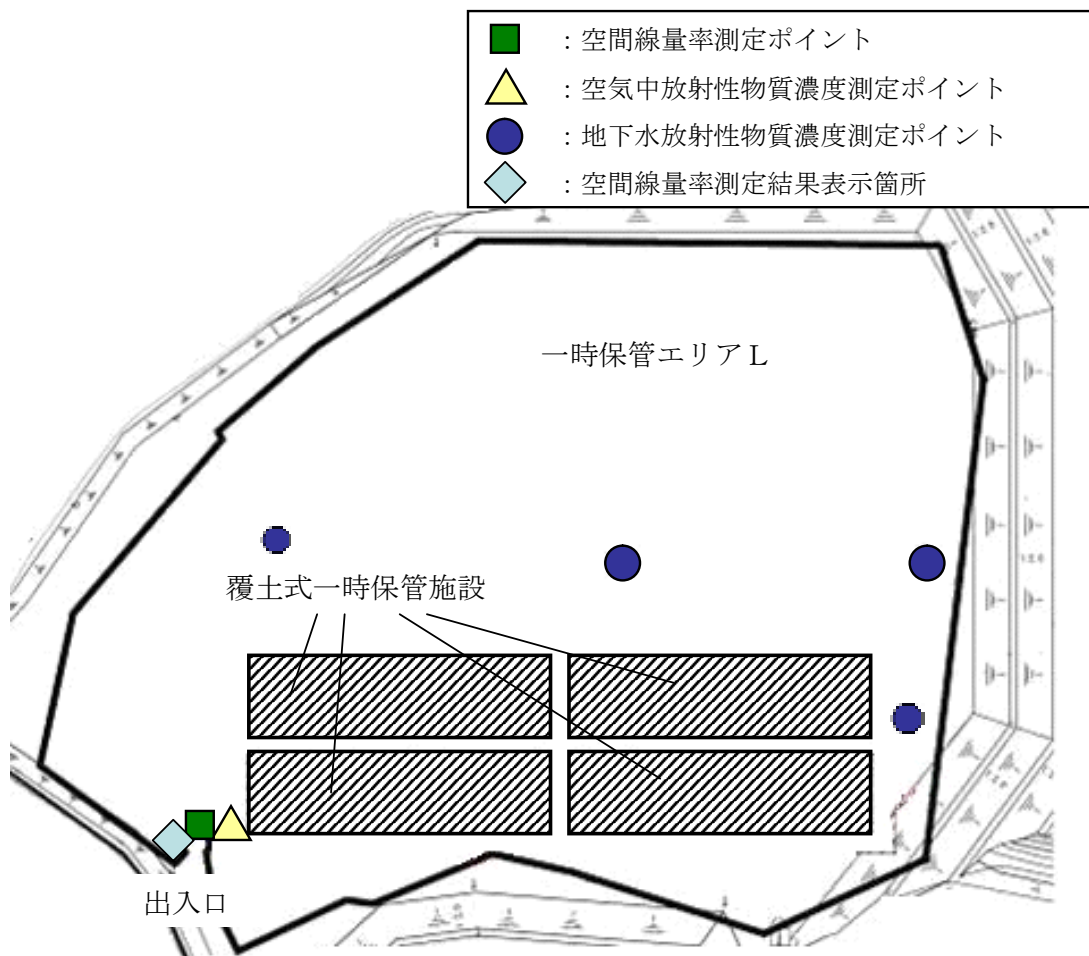 ：空間線量率測定ポイント
：空気中放射性物質濃度測定ポイント
：地下水放射性物質濃度測定ポイント
：空間線量率測定結果表示箇所
一時保管エリアＬ
覆土式一時保管施設
出入口